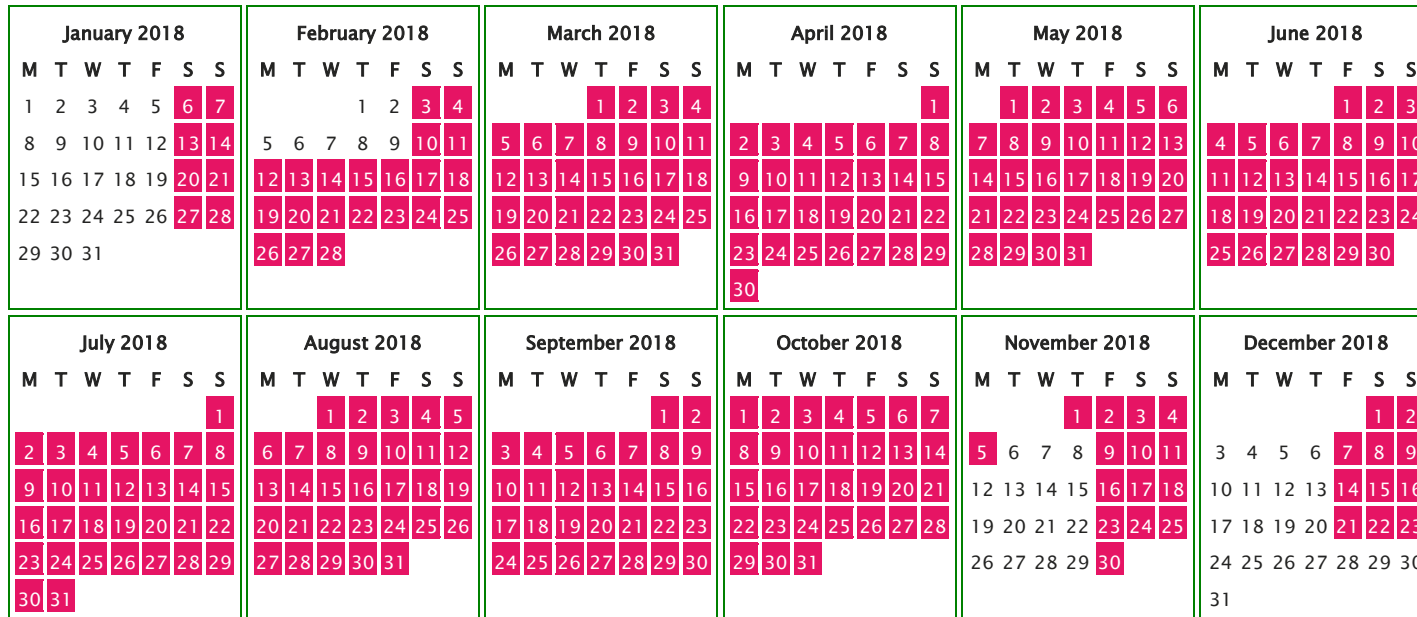 January 2018
M T W T F S S
1 2 3 4 5 6 7
8 9 10 11 12 13 14
15 16 17 18 19 20 21
22 23 24 25 26 27 28
29 30 31
February 2018
M T W T F S S
1 2 3 4
5 6 7 8 9 10 11
12 13 14 15 16 17 18
19 20 21 22 23 24 25
26 27 28
March 2018
M T W T F S S
1 2 3 4
5 6 7 8 9 10 11
12 13 14 15 16 17 18
19 20 21 22 23 24 25
26 27 28 29 30 31
April 2018
M T W T F S S
1
2 3 4 5 6 7 8
9 10 11 12 13 14 15
16 17 18 19 20 21 22
23 24 25 26 27 28 29
30
May 2018
M T W T F S S
1 2 3 4 5 6
7 8 9 10 11 12 13
14 15 16 17 18 19 20
21 22 23 24 25 26 27
28 29 30 31
June 2018
M T W T F S S
1 2 3
4 5 6 7 8 9 10
11 12 13 14 15 16 17
18 19 20 21 22 23 24
25 26 27 28 29 30
July 2018
M T W T F S S
1
2 3 4 5 6 7 8
9 10 11 12 13 14 15
16 17 18 19 20 21 22
23 24 25 26 27 28 29
30 31
August 2018
M T W T F S S
1 2 3 4 5
6 7 8 9 10 11 12
13 14 15 16 17 18 19
20 21 22 23 24 25 26
27 28 29 30 31
September 2018
M T W T F S S
1 2
3 4 5 6 7 8 9
10 11 12 13 14 15 16
17 18 19 20 21 22 23
24 25 26 27 28 29 30
October 2018
M T W T F S S
1 2 3 4 5 6 7
8 9 10 11 12 13 14
15 16 17 18 19 20 21
22 23 24 25 26 27 28
29 30 31
November 2018
M T W T F S S
1 2 3 4
5 6 7 8 9 10 11
12 13 14 15 16 17 18
19 20 21 22 23 24 25
26 27 28 29 30
December 2018
M T W T F S S
1 2
3 4 5 6 7 8 9
10 11 12 13 14 15 16
17 18 19 20 21 22 23
24 25 26 27 28 29 30
31